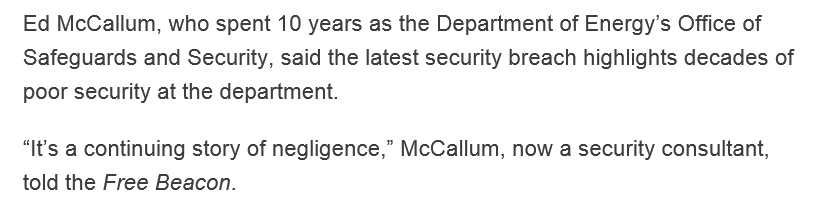 Ed McCallum, who spent 10 years as the Department of Energy’s Office of
Safeguards and Security, said the latest security breach highlights decades of
poor security at the department.
“It’s a continuing story of negligence,” McCallum, now a security consultant,
told the Free Beacon.